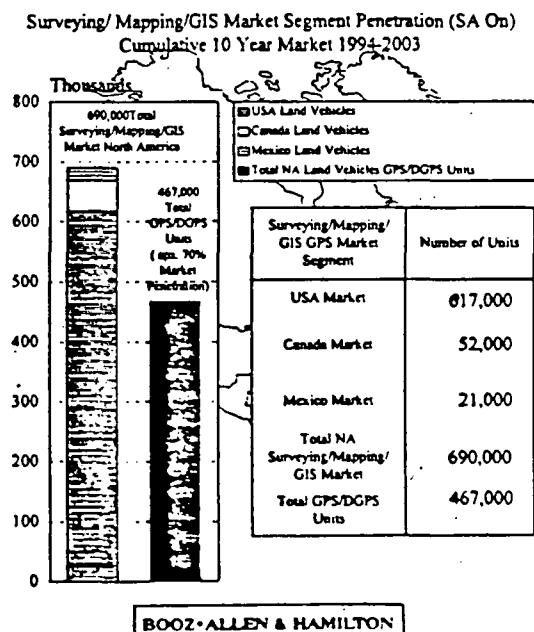 Surveying/ Mapping/GIS Market Segment Penetration (SA On)
Cumulative 10 Year Market 1994-2003
Thousands
800
700
600
500
400
300
200
100
0
690,000Total
Surveying/Mapping/GIS
Market North America
467,000
Total
GPS/DGPS
Units
( apx. 70%
Market
Penetration)
USA Land Vehicles
Canada Land Vehicles
Mexico Land Vehicles
Total NA Land Vehicles GPS/DGPS Units
Surveying/Mapping/
GIS GPS Market
Segment
Number of Units
USA Market
617,000
Canada Market
52,000
Mexico Market
21,000
Total NA
Surveying/Mapping/
GIS Market
690,000
Total GPS/DGPS
Units
467,000
BOOZ•ALLEN & HAMILTON